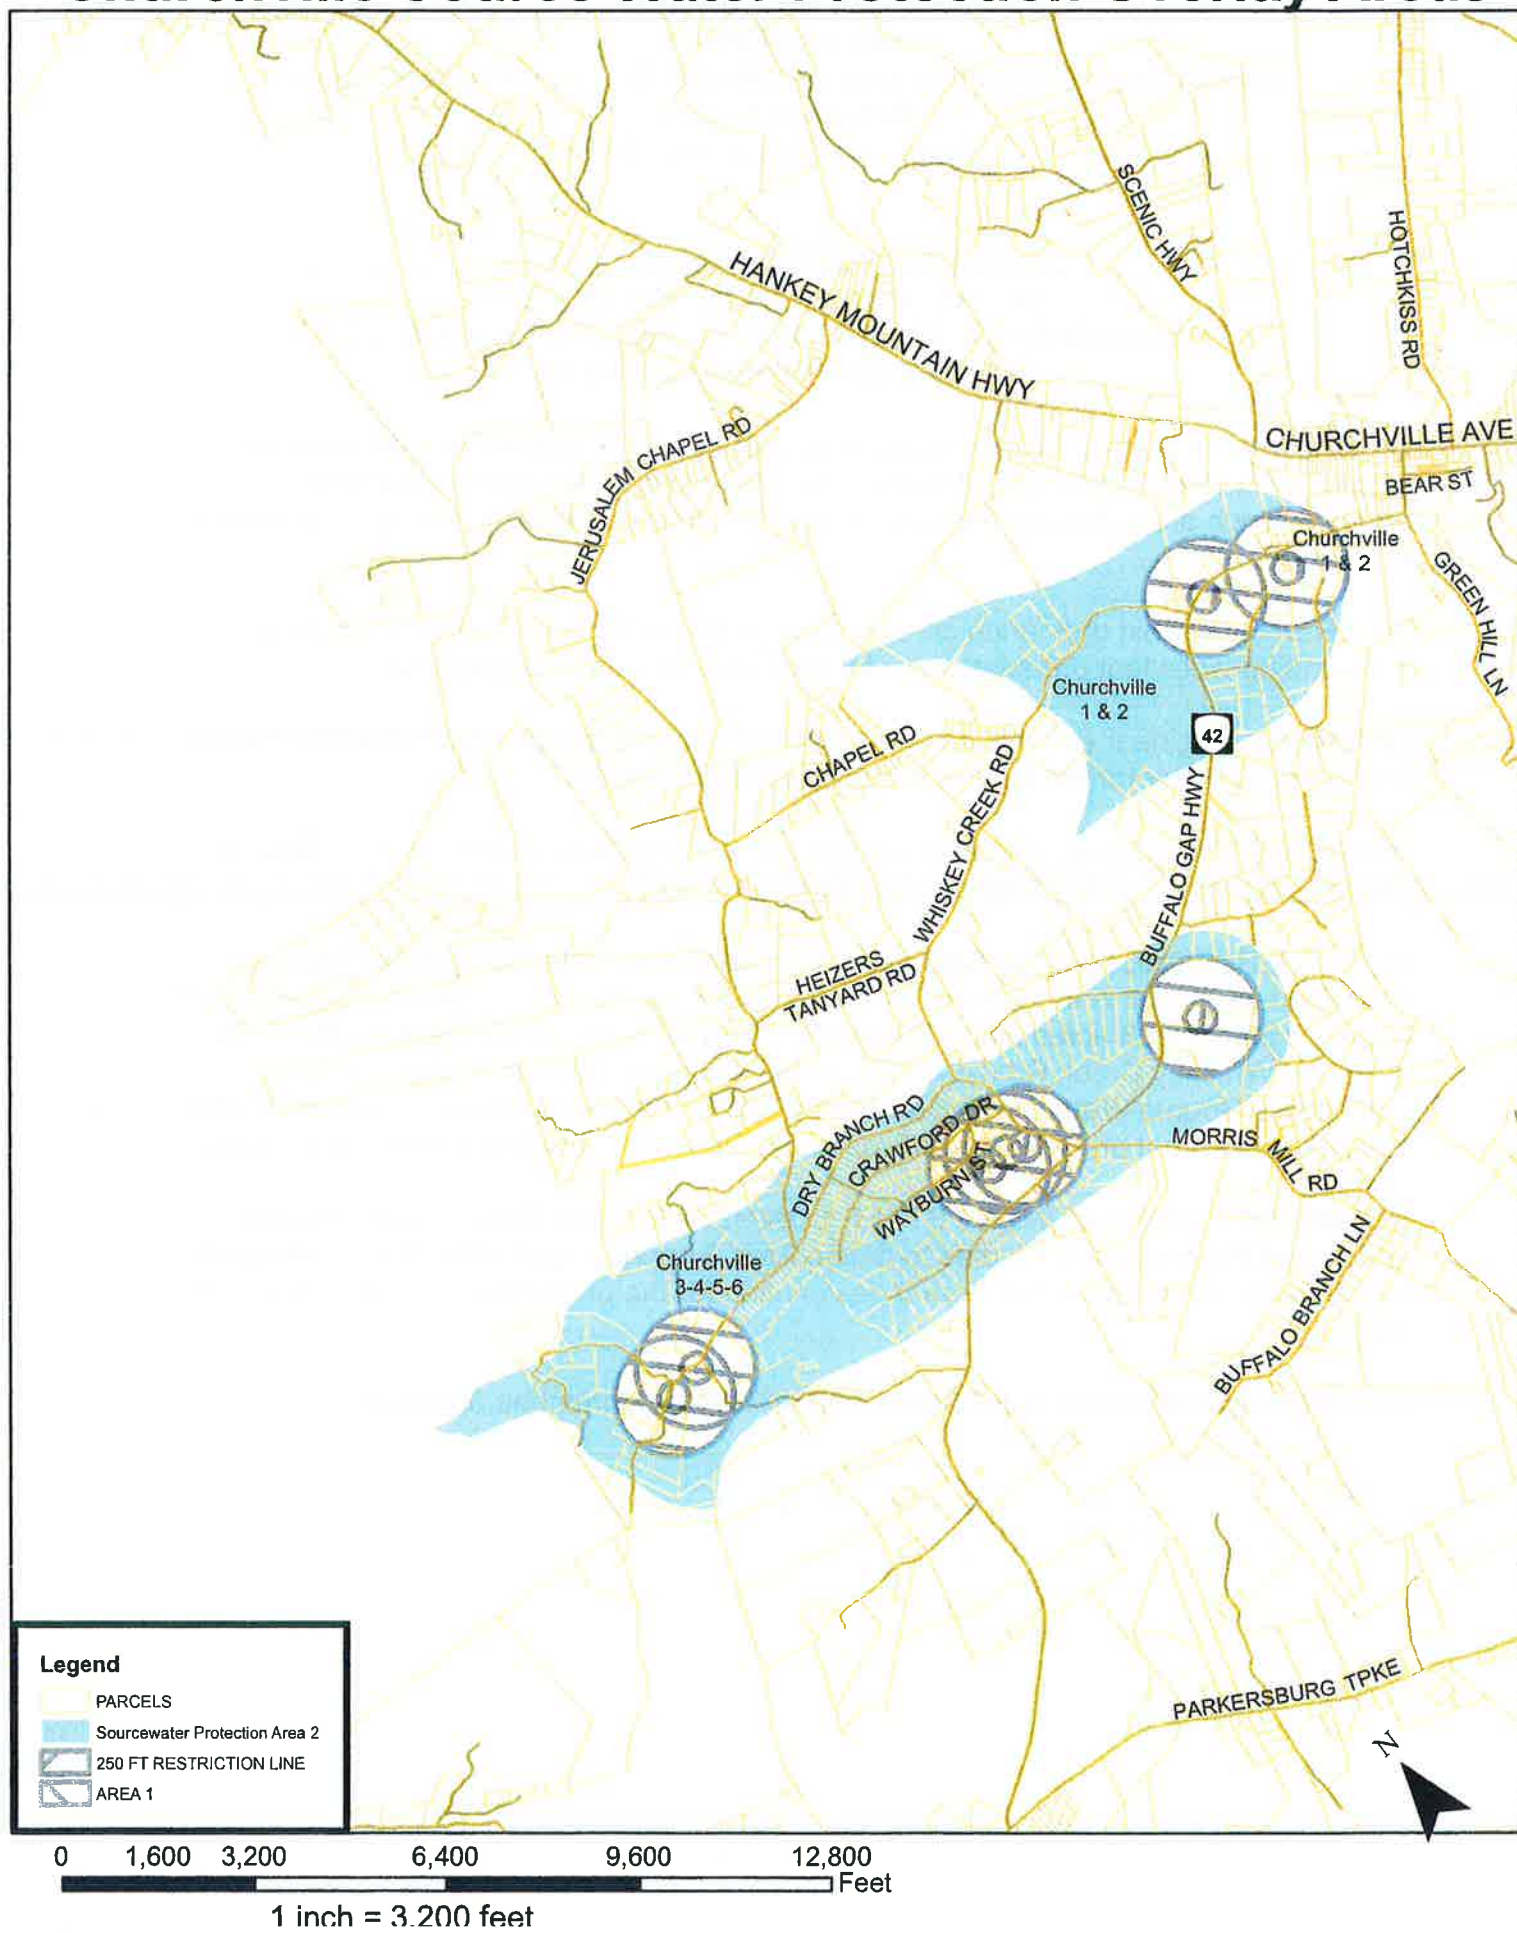 SCENIC HWY
HOTCHKISS RD
HANKEY MOUNTAIN HWY
CHURCHVILLE AVE
JERUSALEM CHAPEL RD
BEAR ST
Churchville
1 & 2
GREEN HILL LN
Churchville
1 & 2
42
CHAPEL RD
WHISKEY CREEK RD
BUFFALO GAP HWY
HEIZERS
TANYARD RD
DRY BRANCH RD
CRAWFORD DR
WAYBURN ST
MORRIS
MILL RD
BUFFALO BRANCH LN
Churchville
3-4-5-6
PARKERSBURG TPKE
N
Legend
PARCELS
Sourcewater Protection Area 2
250 FT RESTRICTION LINE
AREA 1
0 1,600 3,200 6,400 9,600 12,800
Feet
1 inch = 3,200 feet